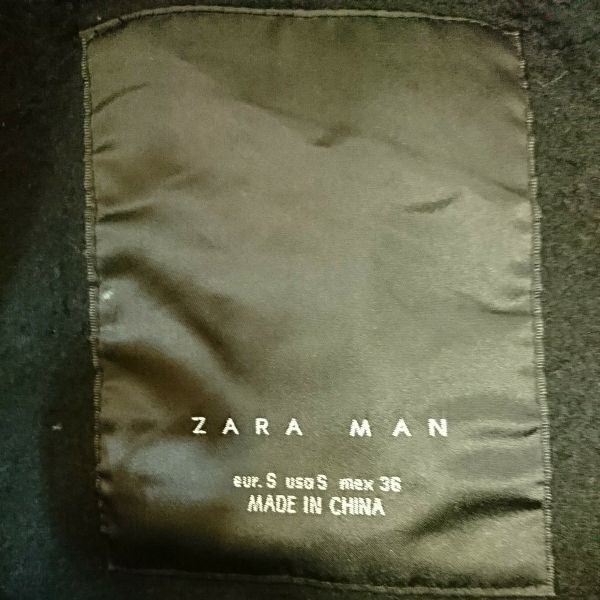 ZARA MAN
eur. S usa S mex 36
MADE IN CHINA